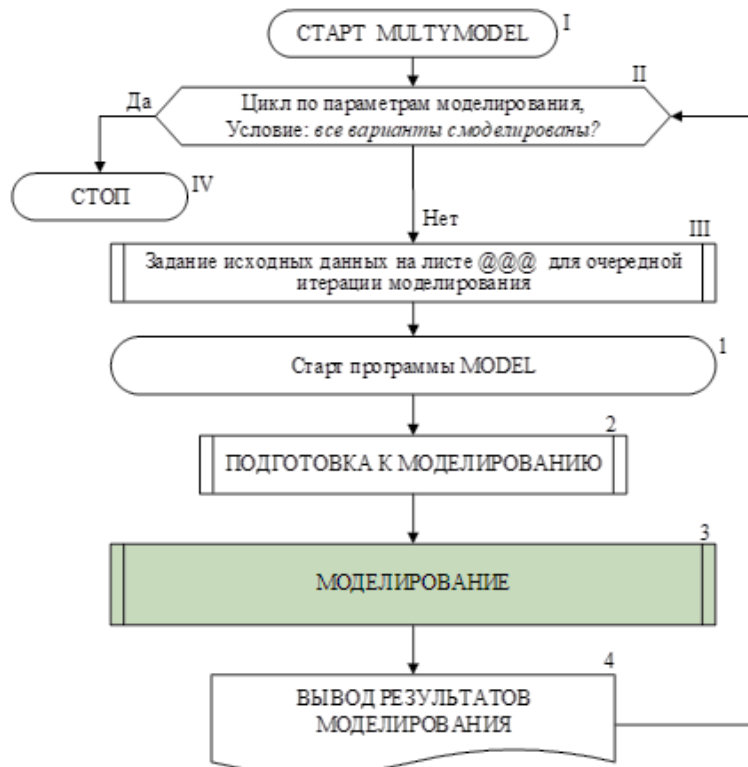 СТАРТ MULTYMODEL
I
II
Да
Цикл по параметрам моделирования,
Условие: все варианты смоделированы?
СТОП
IV
Нет
III
Задание исходных данных на листе @@@ для очередной
итерации моделирования
1
Старт программы MODEL
2
ПОДГОТОВКА К МОДЕЛИРОВАНИЮ
3
МОДЕЛИРОВАНИЕ
4
ВЫВОД РЕЗУЛЬТАТОВ
МОДЕЛИРОВАНИЯ